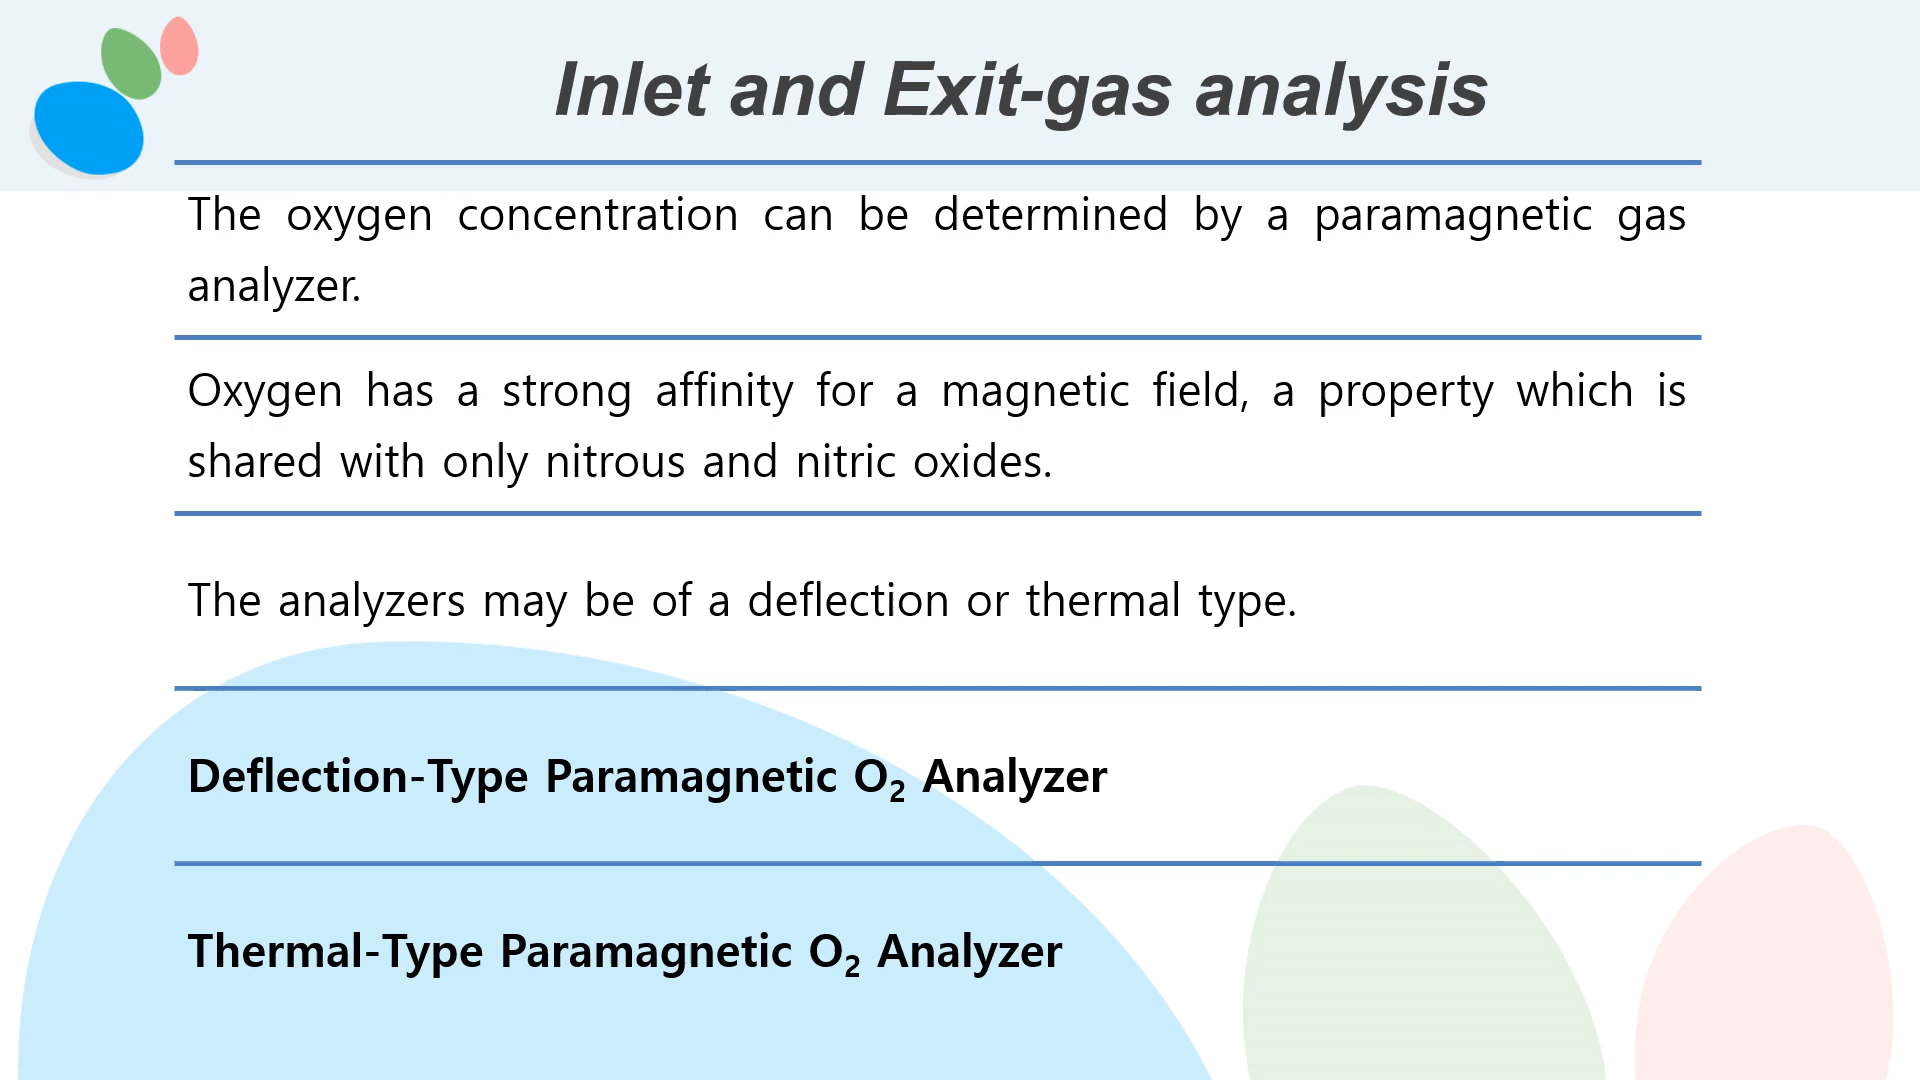 Inlet and Exit-gas analysis
The oxygen concentration can be determined by a paramagnetic gas
analyzer.
Oxygen has a strong affinity for a magnetic field, a property which is
shared with only nitrous and nitric oxides.
The analyzers may be of a deflection or thermal type.
Deflection-Type Paramagnetic O₂ Analyzer
Thermal-Type Paramagnetic O₂ Analyzer